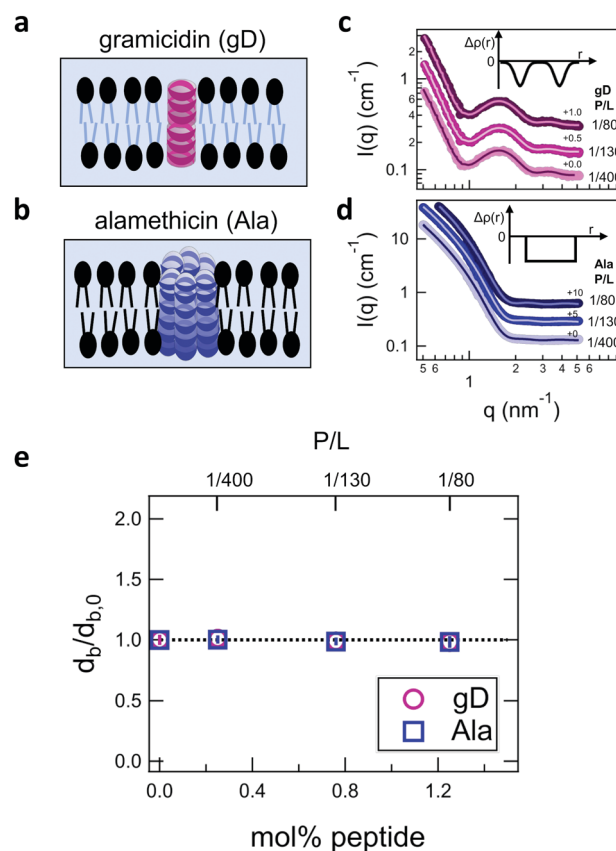 a
gramicidin (gD)
b
alamethicin (Ala)
c
Δρ(r)
r
0
gD
P/L
+1.0
1/80
+0.5
1/130
+0.0
1/400
I(q) (cm⁻¹)
2
1
6
4
2
0.1
d
Δρ(r)
r
0
Ala
P/L
+10
1/80
+5
1/130
+0
1/400
I(q) (cm⁻¹)
10
1
0.1
5 6 1 2 3 4 5 6
q (nm⁻¹)
e
P/L
1/400 1/130 1/80
2.0
1.5
1.0
0.5
0.0
d_b/d_b,0
gD
Ala
0.0 0.4 0.8 1.2
mol% peptide